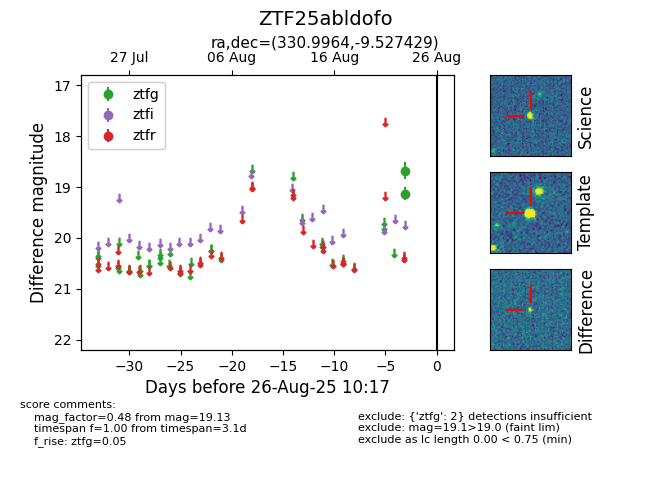 ZTF25abldofo
ra,dec=(330.9964,-9.527429)
27 Jul 06 Aug 16 Aug 26 Aug
17
18
19
20
21
22
Difference magnitude
ztfg
ztfi
ztfr
−30 −25 −20 −15 −10 −5 0
Days before 26-Aug-25 10:17
Science
Template
Difference
score comments:
mag_factor=0.48 from mag=19.13
timespan f=1.00 from timespan=3.1d
f_rise: ztfg=0.05
exclude: {'ztfg': 2} detections insufficient
exclude: mag=19.1>19.0 (faint lim)
exclude as lc length 0.00 < 0.75 (min)